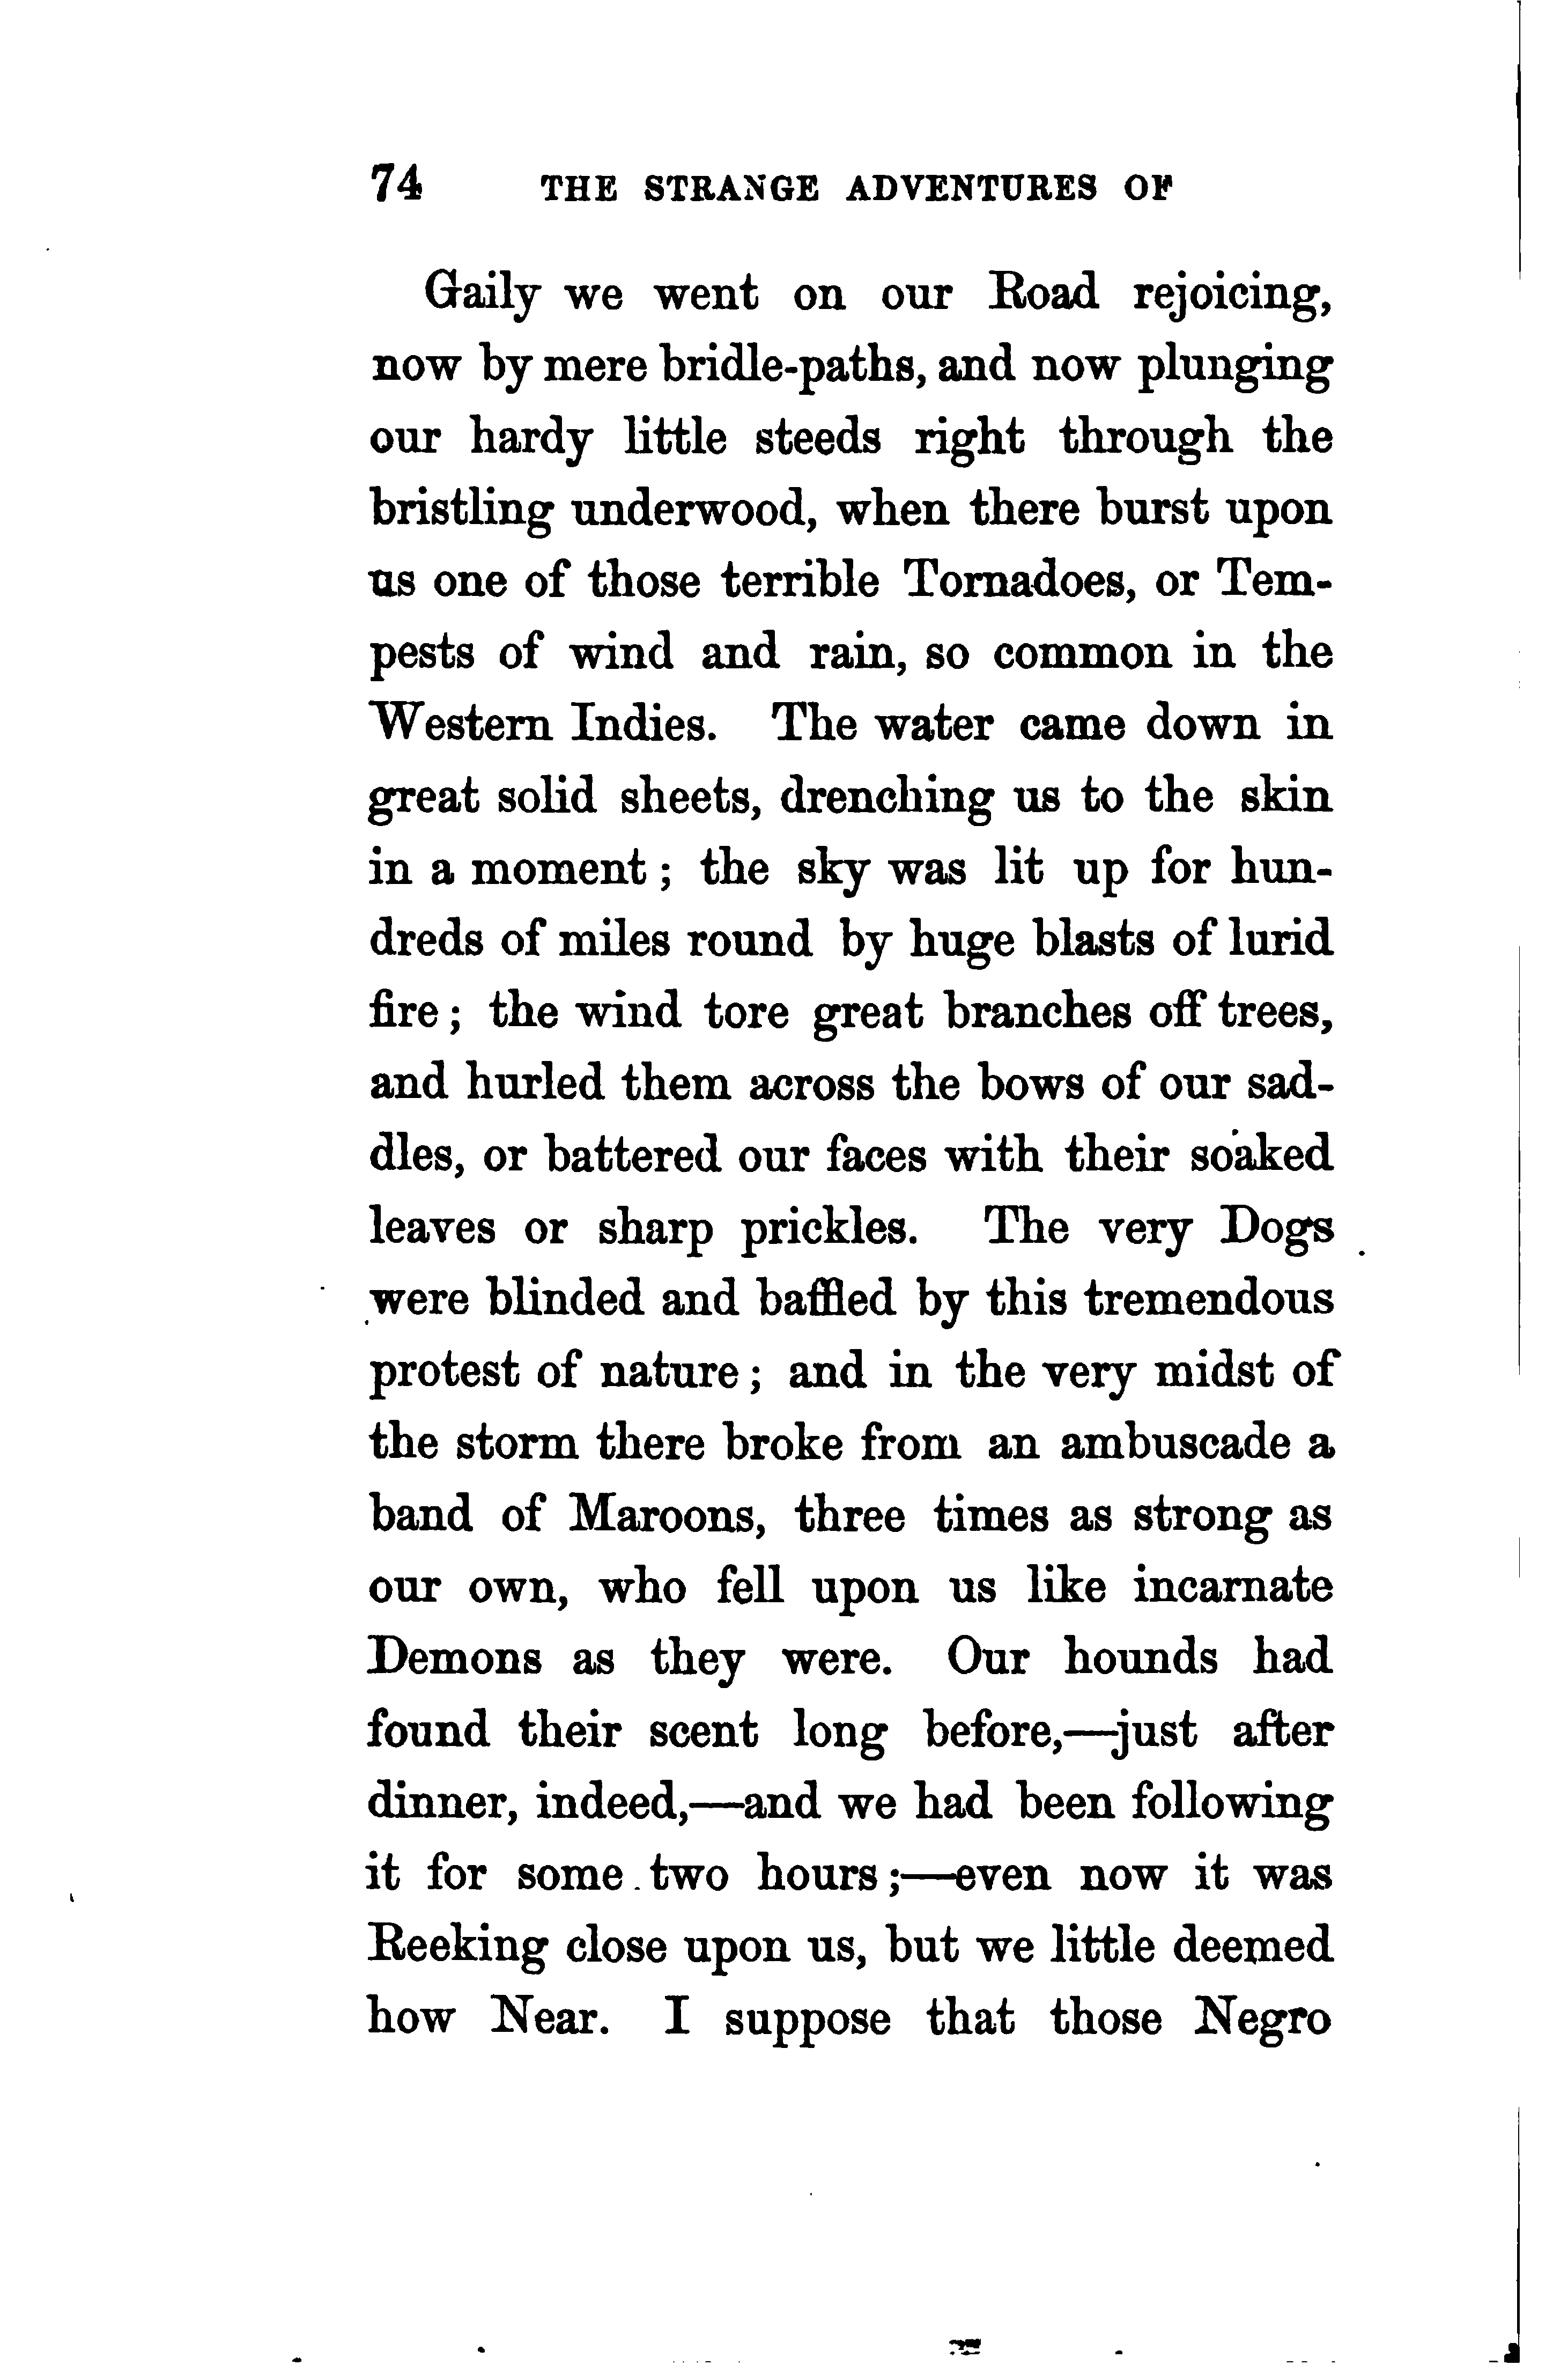 74 THE STRANGE ADVENTURES OF
Gaily we went on our Road rejoicing,
now by mere bridle-paths, and now plunging
our hardy little steeds right through the
bristling underwood, when there burst upon
us one of those terrible Tornadoes, or Tem-
pests of wind and rain, so common in the
Western Indies. The water came down in
great solid sheets, drenching us to the skin
in a moment; the sky was lit up for hun-
dreds of miles round by huge blasts of lurid
fire; the wind tore great branches off trees,
and hurled them across the bows of our sad-
dles, or battered our faces with their soaked
leaves or sharp prickles. The very Dogs
were blinded and baffled by this tremendous
protest of nature; and in the very midst of
the storm there broke from an ambuscade a
band of Maroons, three times as strong as
our own, who fell upon us like incarnate
Demons as they were. Our hounds had
found their scent long before,—just after
dinner, indeed,—and we had been following
it for some two hours;—even now it was
Reeking close upon us, but we little deemed
how Near. I suppose that those Negro